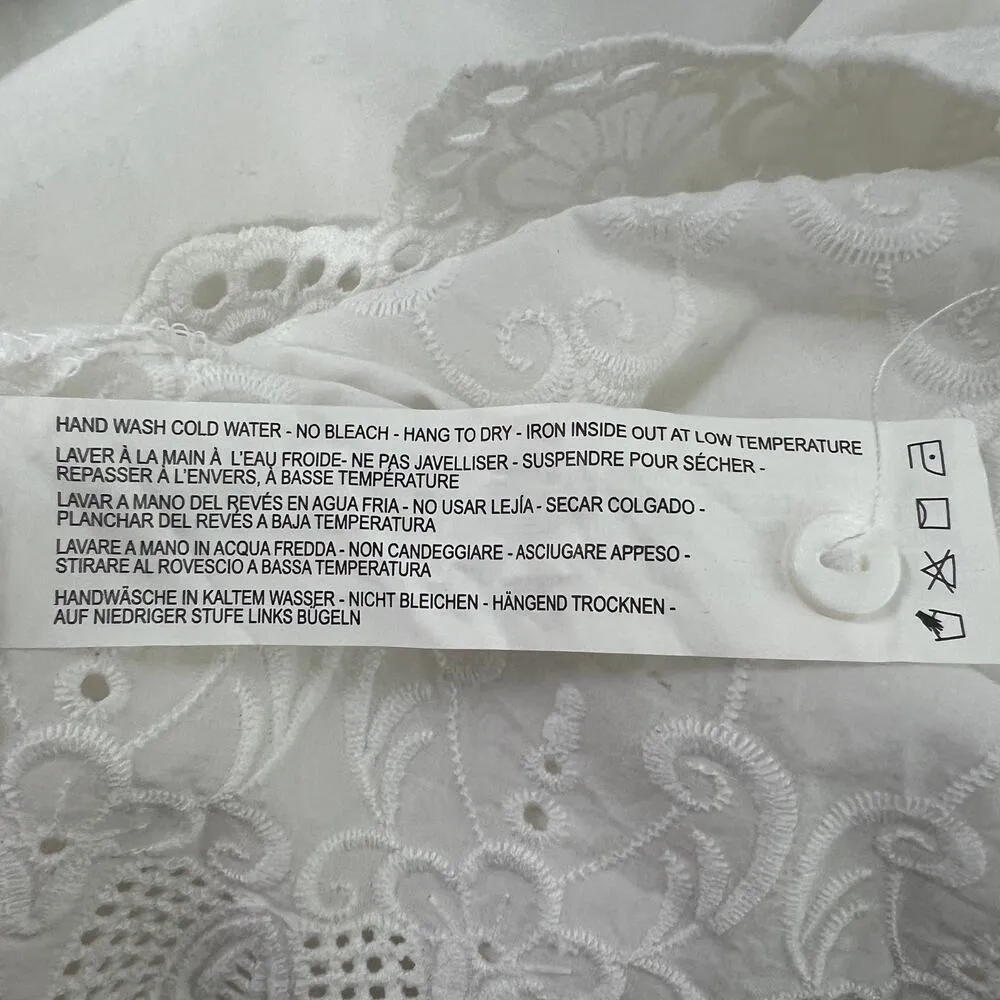 HAND WASH COLD WATER - NO BLEACH - HANG TO DRY - IRON INSIDE OUT AT LOW TEMPERATURE
LAVER À LA MAIN À L'EAU FROIDE- NE PAS JAVELLISER - SUSPENDRE POUR SÉCHER -
REPASSER À L'ENVERS, À BASSE TEMPÉRATURE
LAVAR A MANO DEL REVÉS EN AGUA FRIA - NO USAR LEJÍA - SECAR COLGADO -
PLANCHAR DEL REVÉS A BAJA TEMPERATURA
LAVARE A MANO IN ACQUA FREDDA - NON CANDEGGIARE - ASCIUGARE APPESO -
STIRARE AL ROVESCIO A BASSA TEMPERATURA
HANDWÄSCHE IN KALTEM WASSER - NICHT BLEICHEN - HÄNGEND TROCKNEN -
AUF NIEDRIGER STUFE LINKS BÜGELN